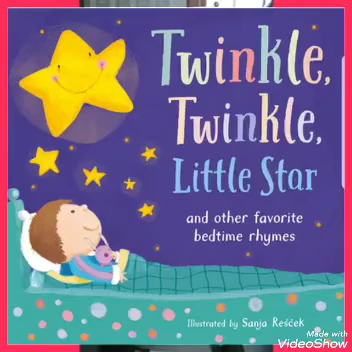 Twinkle,
Twinkle,
Little Star
and other favorite
bedtime rhymes
Illustrated by Sanja Rešček
Made with
VideoShow